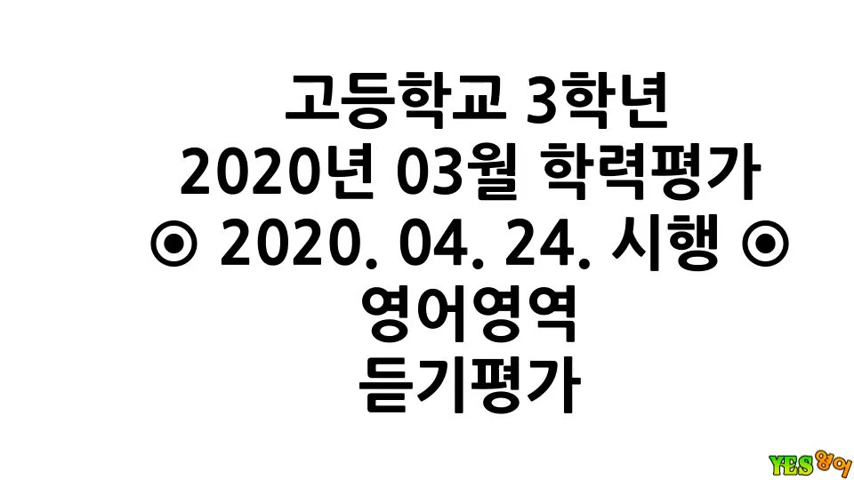 고등학교 3학년
2020년 03월 학력평가
⊙ 2020. 04. 24. 시행 ⊙
영어영역
듣기평가
YES영어